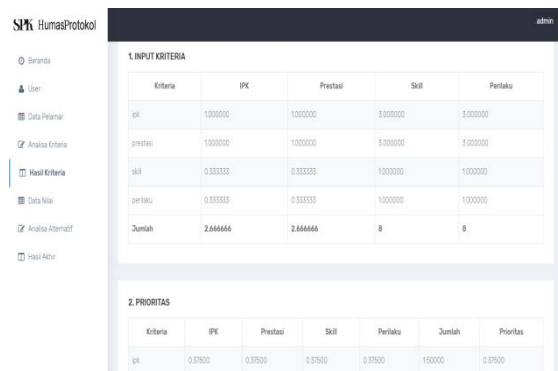 SPK HumasProtokol
admin
Beranda
User
Data Pelamar
Analisa Kriteria
Hasil Kriteria
Data Nilai
Analisa Alternatif
Hasil Akhir
1. INPUT KRITERIA
Kriteria IPK Prestasi Skill Perilaku
ipk 1.000000 1.000000 3.000000 3.000000
prestasi 1.000000 1.000000 3.000000 3.000000
skill 0.333333 0.333333 1.000000 1.000000
perilaku 0.333333 0.333333 1.000000 1.000000
Jumlah 2.666666 2.666666 8 8
2. PRIORITAS
Kriteria IPK Prestasi Skill Perilaku Jumlah Prioritas
ipk 0.37500 0.37500 0.37500 0.37500 1.50000 0.37500